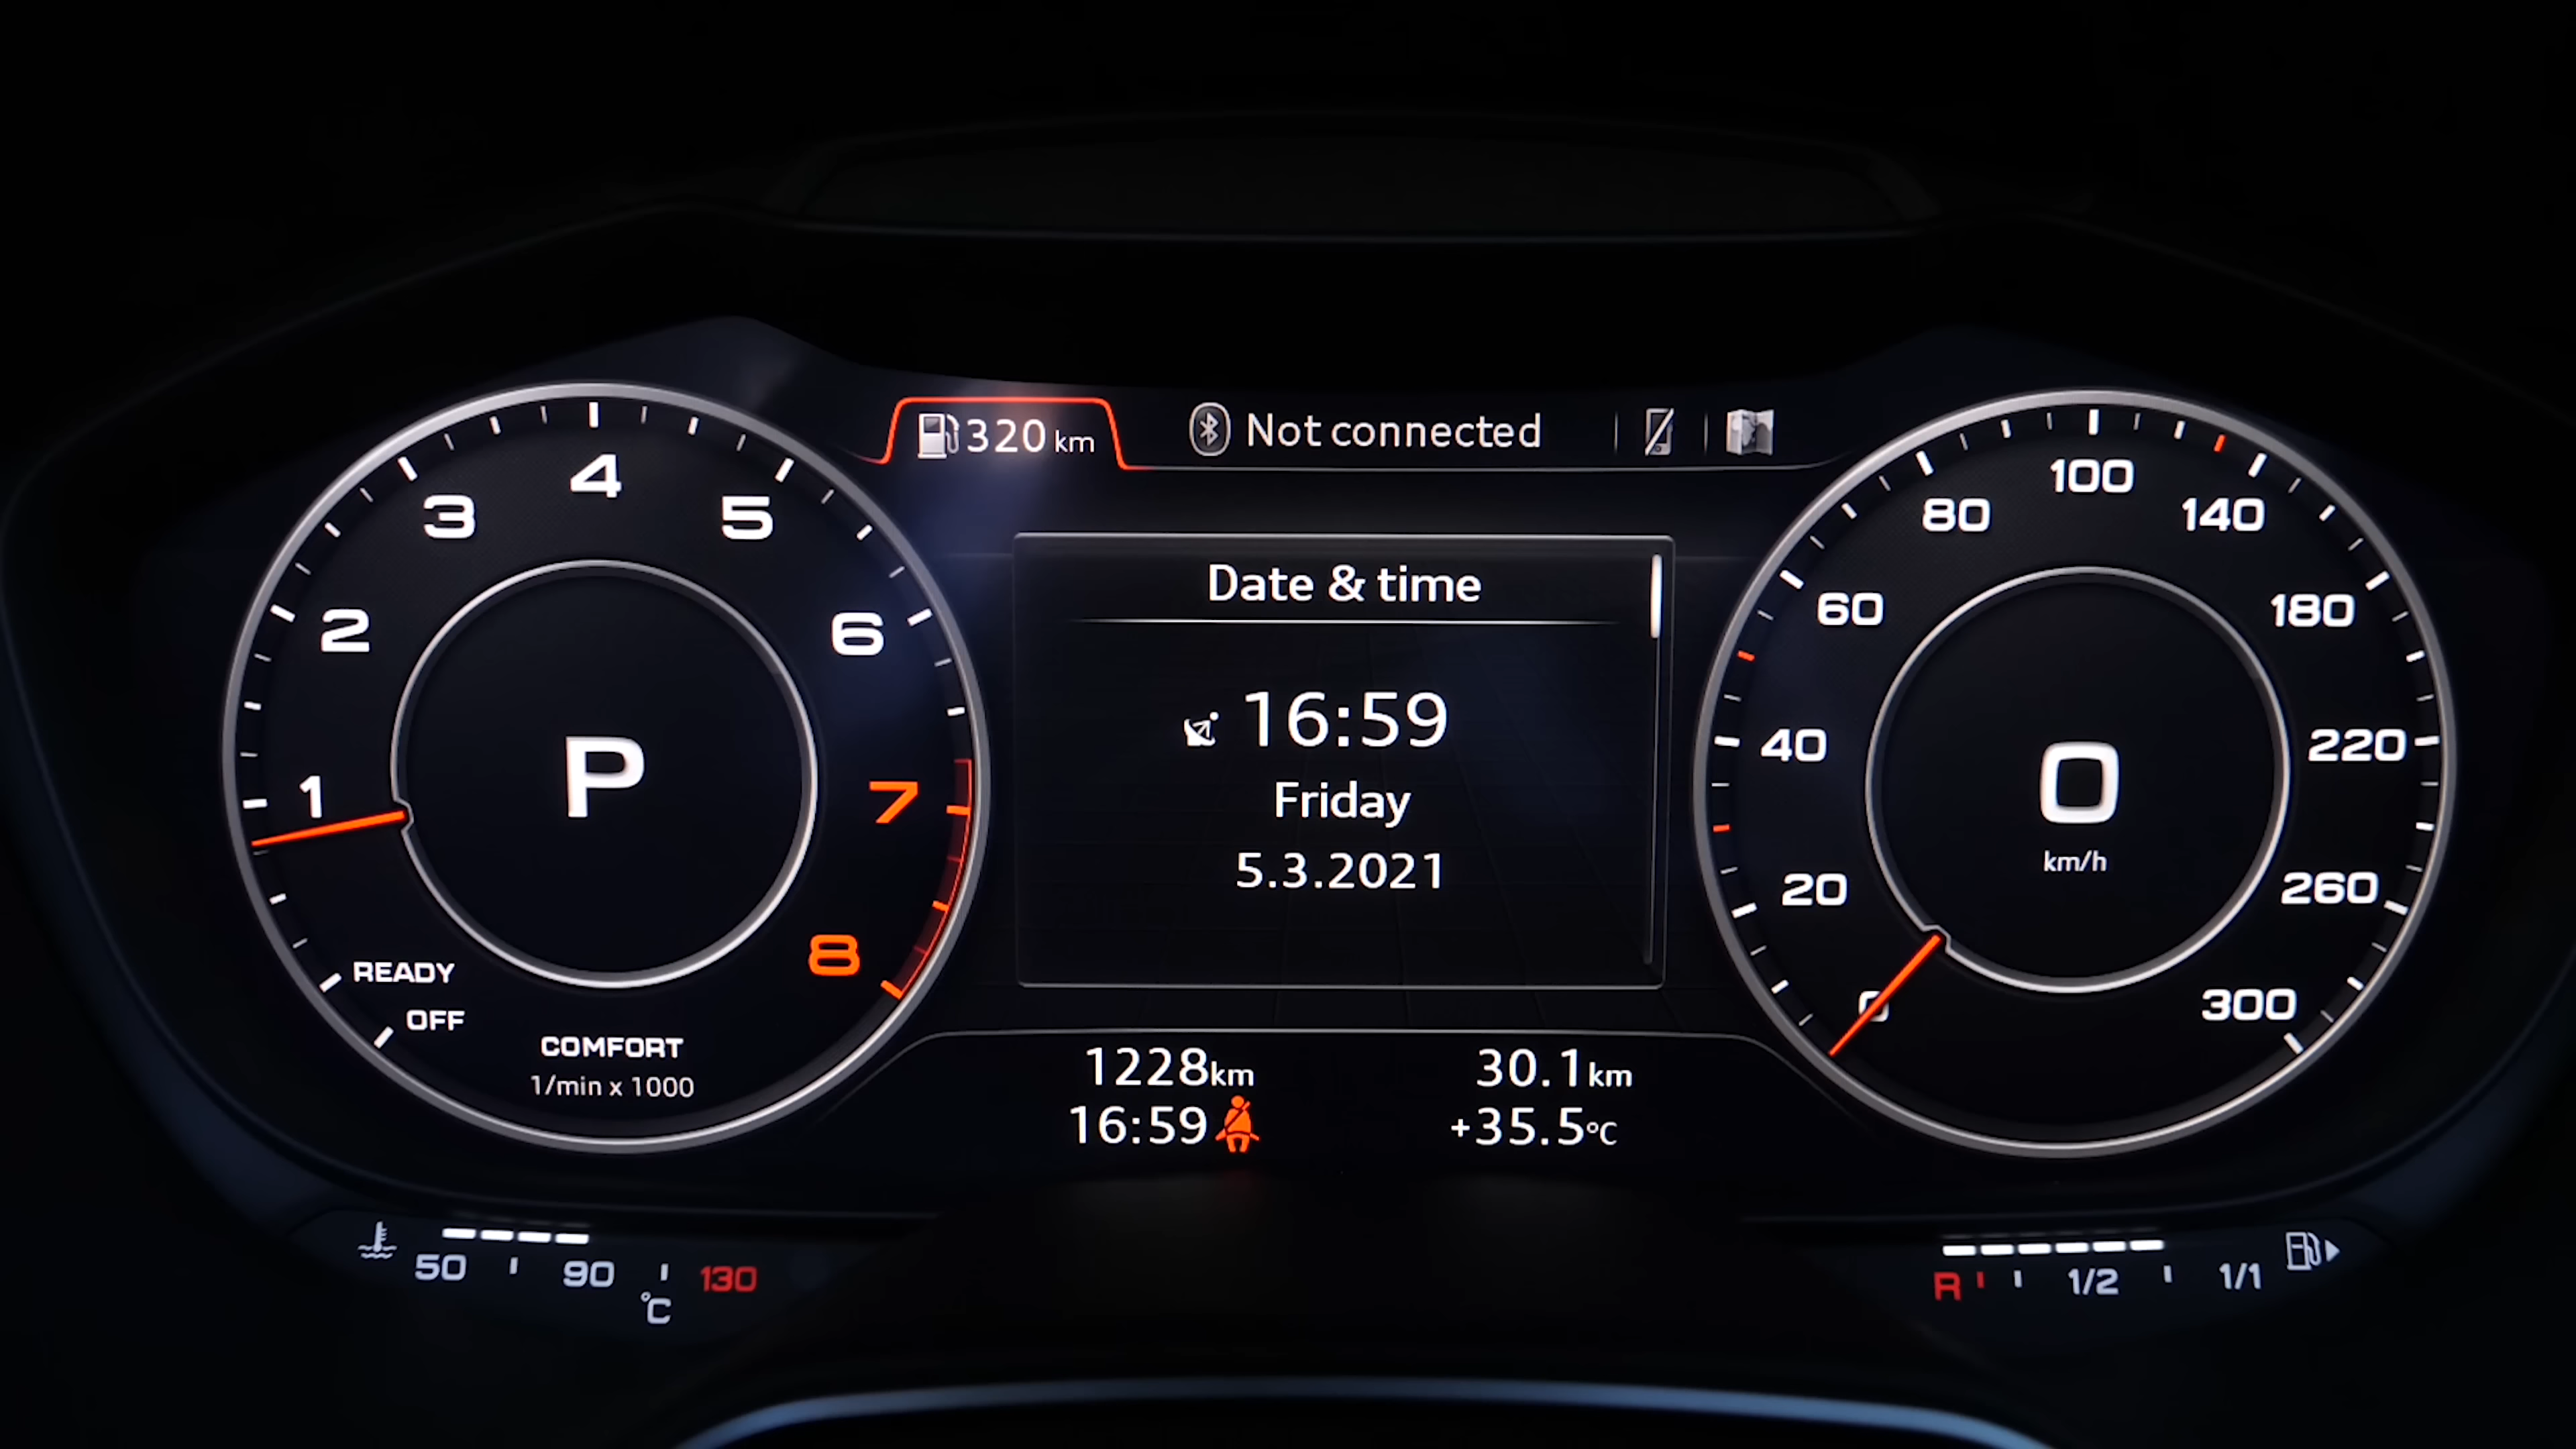 320 km
Not connected
1
2
3
4
5
6
7
8
READY
OFF
P
COMFORT
1/min x 1000
Date & time
16:59
Friday
5.3.2021
0
20
40
60
80
100
140
180
220
260
300
0
km/h
1228km
30.1km
16:59
+35.5°C
50
90
130
°C
R
1/2
1/1